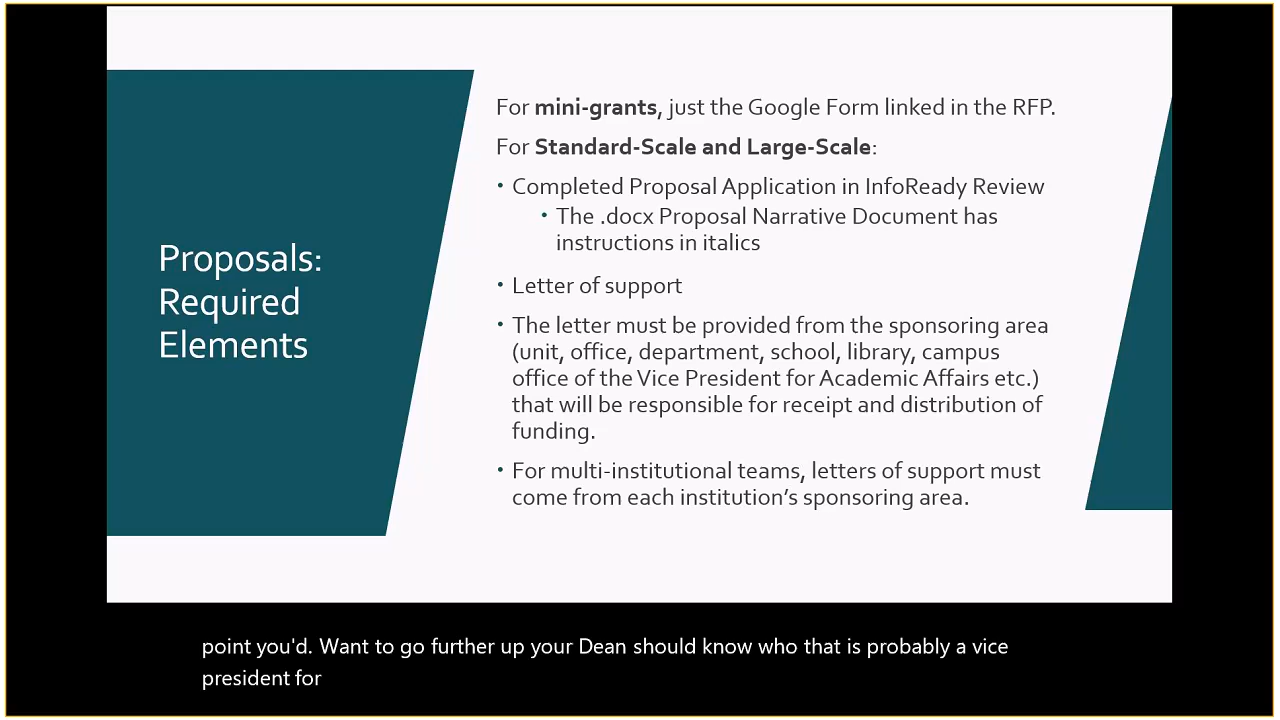 Proposals:
Required
Elements
For mini-grants, just the Google Form linked in the RFP.
For Standard-Scale and Large-Scale:
• Completed Proposal Application in InfoReady Review
• The .docx Proposal Narrative Document has
instructions in italics
• Letter of support
• The letter must be provided from the sponsoring area
(unit, office, department, school, library, campus
office of the Vice President for Academic Affairs etc.)
that will be responsible for receipt and distribution of
funding.
• For multi-institutional teams, letters of support must
come from each institution’s sponsoring area.
point you'd. Want to go further up your Dean should know who that is probably a vice
president for